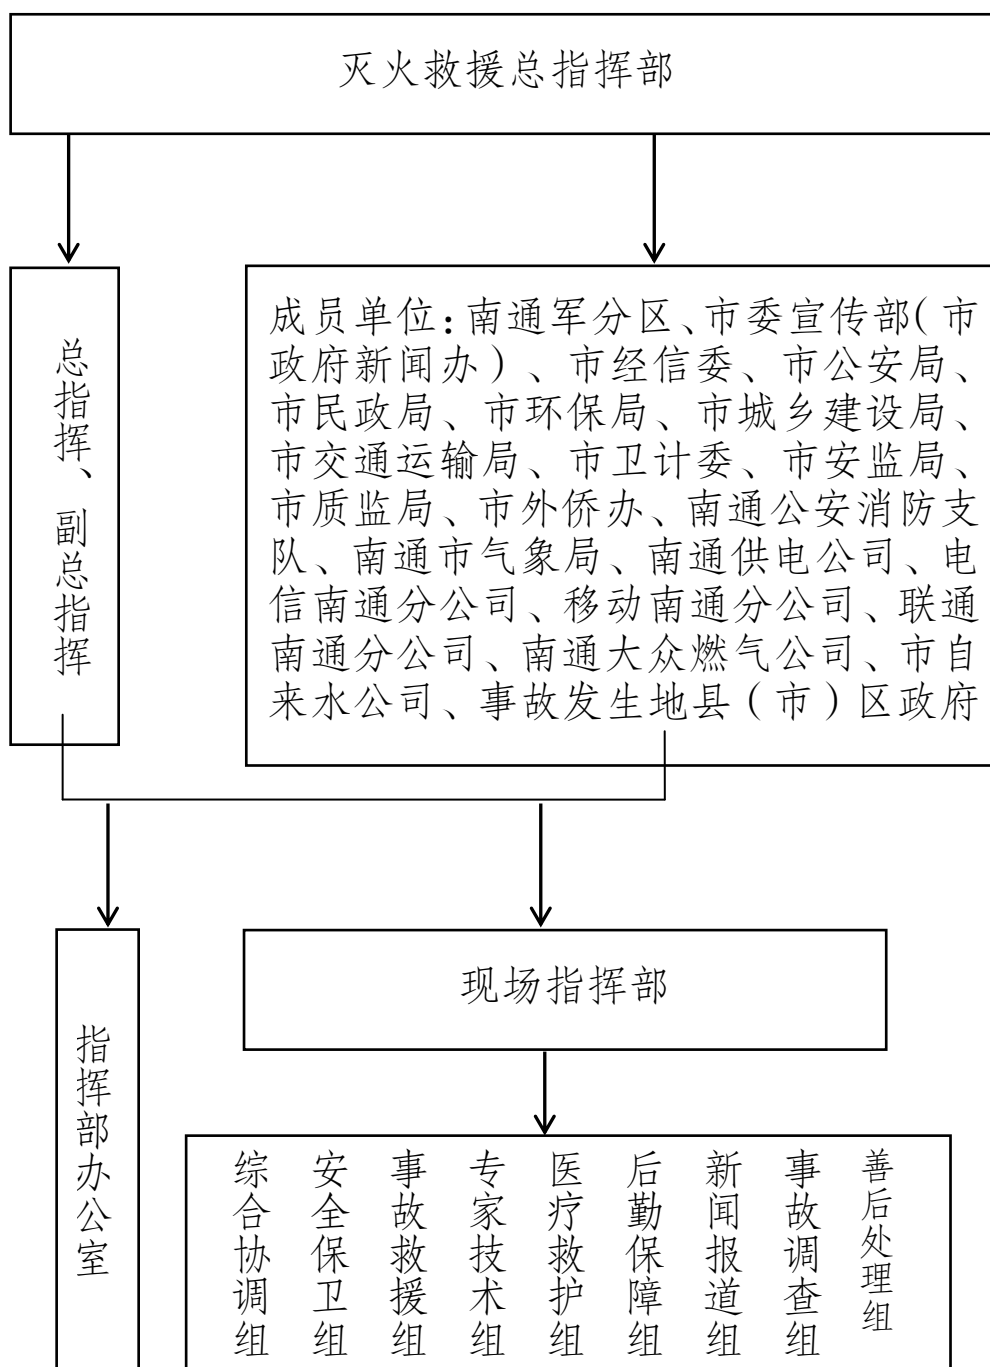 灭火救援总指挥部
总指挥、副总指挥
成员单位:南通军分区、市委宣传部(市
政府新闻办)、市经信委、市公安局、
市民政局、市环保局、市城乡建设局、
市交通运输局、市卫计委、市安监局、
市质监局、市外侨办、南通公安消防支
队、南通市气象局、南通供电公司、电
信南通分公司、移动南通分公司、联通
南通分公司、南通大众燃气公司、市自
来水公司、事故发生地县(市)区政府
指挥部办公室
现场指挥部
综合协调组
安全保卫组
事故救援组
专家技术组
医疗救护组
后勤保障组
新闻报道组
事故调查组
善后处理组